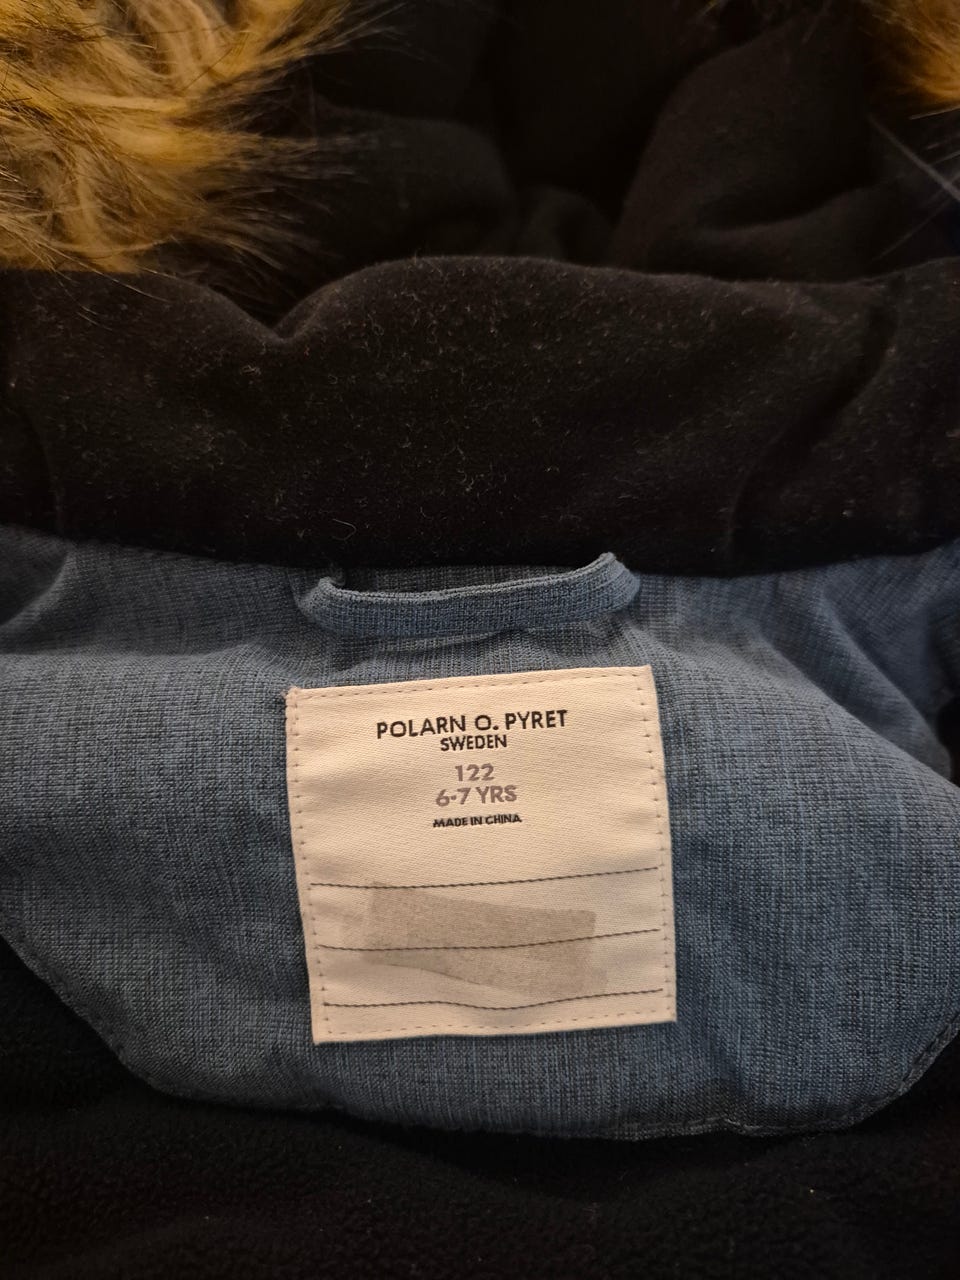 POLARN O. PYRET
SWEDEN
122
6-7 YRS
MADE IN CHINA